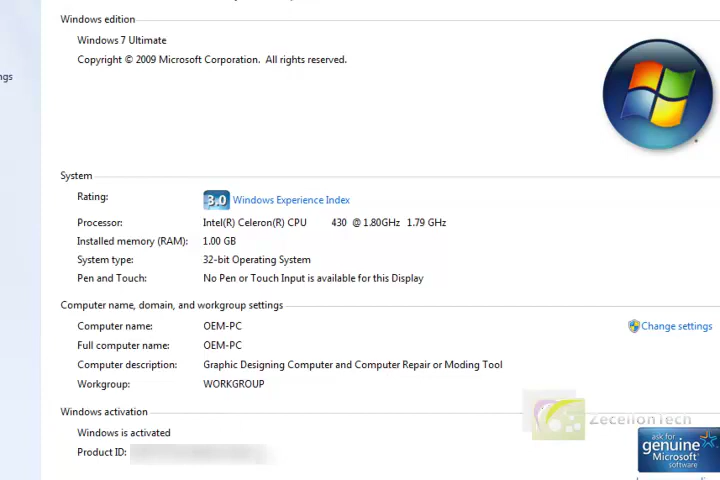 Windows edition
Windows 7 Ultimate
Copyright © 2009 Microsoft Corporation. All rights reserved.
ngs
System
Rating: 3.0 Windows Experience Index
Processor: Intel(R) Celeron(R) CPU 430 @ 1.80GHz 1.79 GHz
Installed memory (RAM): 1.00 GB
System type: 32-bit Operating System
Pen and Touch: No Pen or Touch Input is available for this Display
Computer name, domain, and workgroup settings
Computer name: OEM-PC
Change settings
Full computer name: OEM-PC
Computer description: Graphic Designing Computer and Computer Repair or Moding Tool
Workgroup: WORKGROUP
Windows activation
ZecellonTech
Windows is activated
Product ID:
ask for
genuine
Microsoft
software